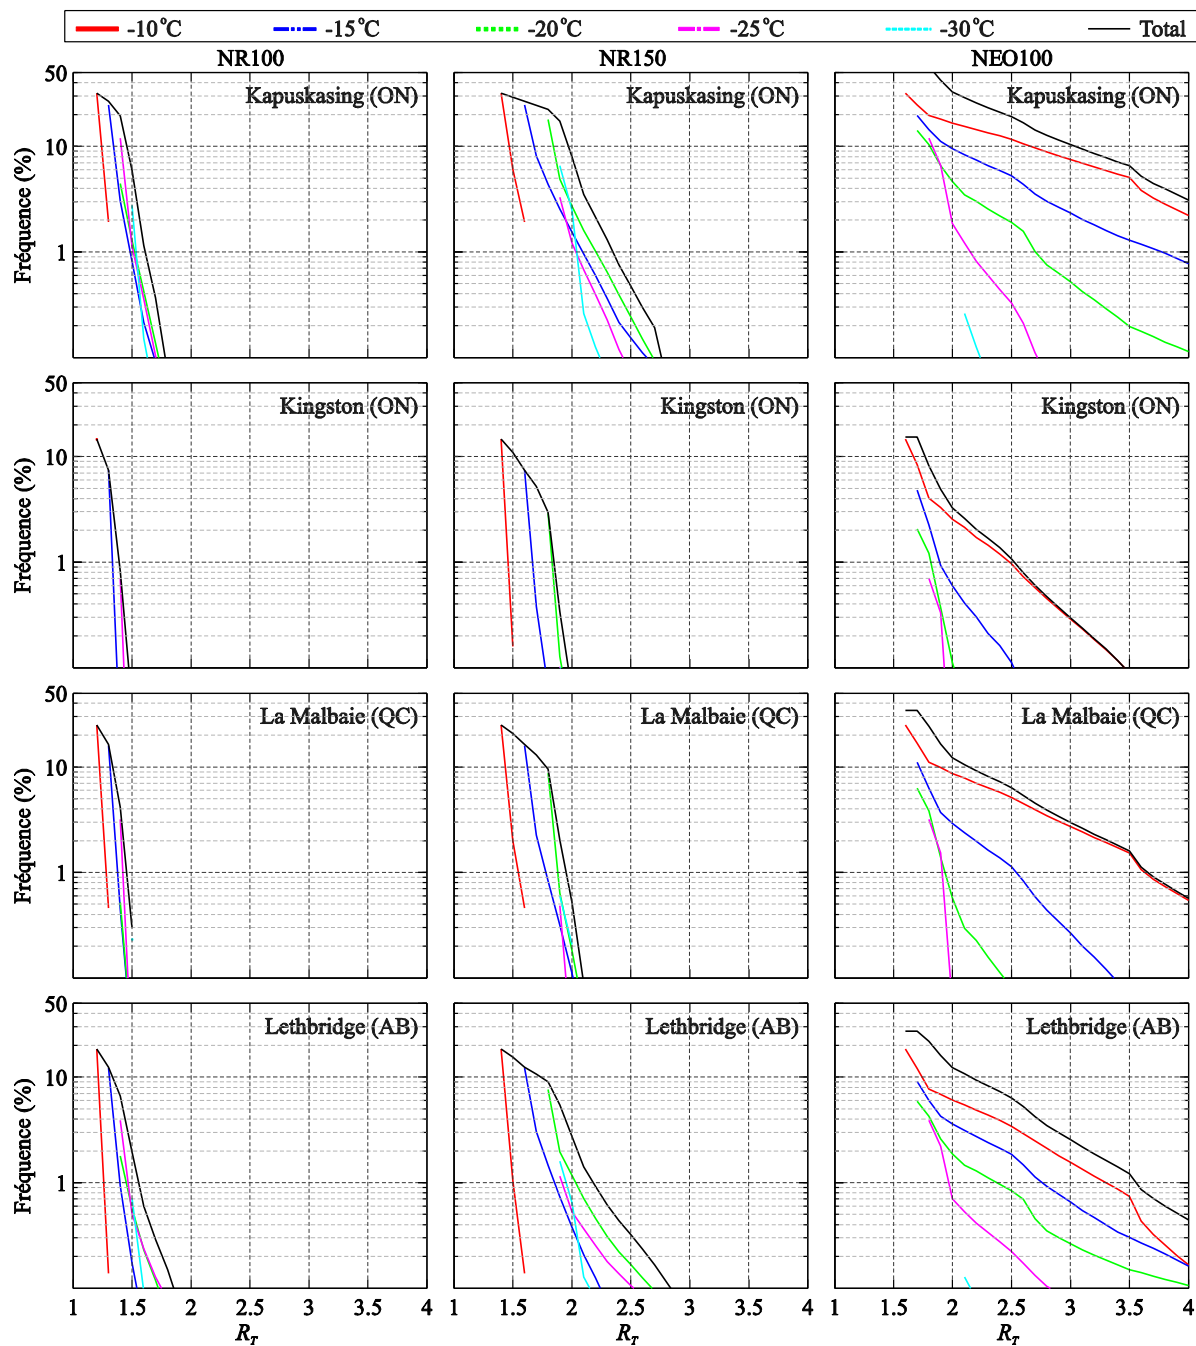 -10°C -15°C -20°C -25°C -30°C Total
NR100 NR150 NEO100
50 Kapuskasing (ON) Kapuskasing (ON) Kapuskasing (ON)
10
Fréquence (%)
1
50 Kingston (ON) Kingston (ON) Kingston (ON)
10
Fréquence (%)
1
50 La Malbaie (QC) La Malbaie (QC) La Malbaie (QC)
10
Fréquence (%)
1
50 Lethbridge (AB) Lethbridge (AB) Lethbridge (AB)
10
Fréquence (%)
1
1 1.5 2 2.5 3 3.5 4 1 1.5 2 2.5 3 3.5 4 1 1.5 2 2.5 3 3.5 4
R_T R_T R_T